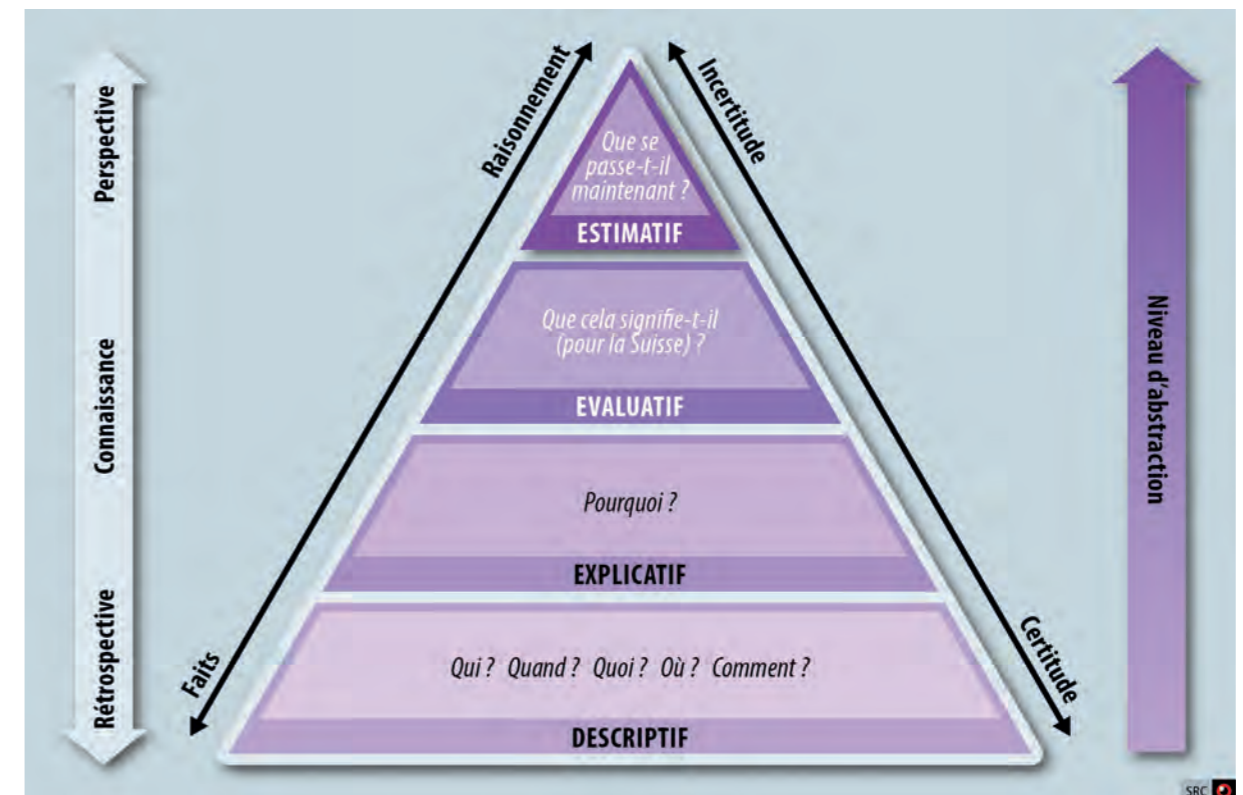 Perspective
Connaissance
Rétrospective
Raisonnement
Faits
Incertitude
Certitude
Que se
passe-t-il
maintenant ?
ESTIMATIF
Que cela signifie-t-il
(pour la Suisse) ?
EVALUATIF
Pourquoi ?
EXPLICATIF
Qui ? Quand ? Quoi ? Où ? Comment ?
DESCRIPTIF
Niveau d'abstraction
SRC